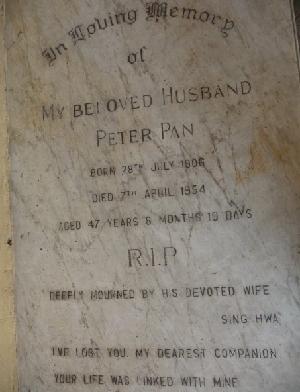 In Loving Memory
of
MY BELOVED HUSBAND
PETER PAN
BORN 28TH JULY 1906
DIED 7TH APRIL 1954
AGED 47 YEARS 8 MONTHS 10 DAYS
R.I.P
DEEPLY MOURNED BY HIS DEVOTED WIFE
SING HWA
I'VE LOST YOU MY DEAREST COMPANION
YOUR LIFE WAS LINKED WITH MINE